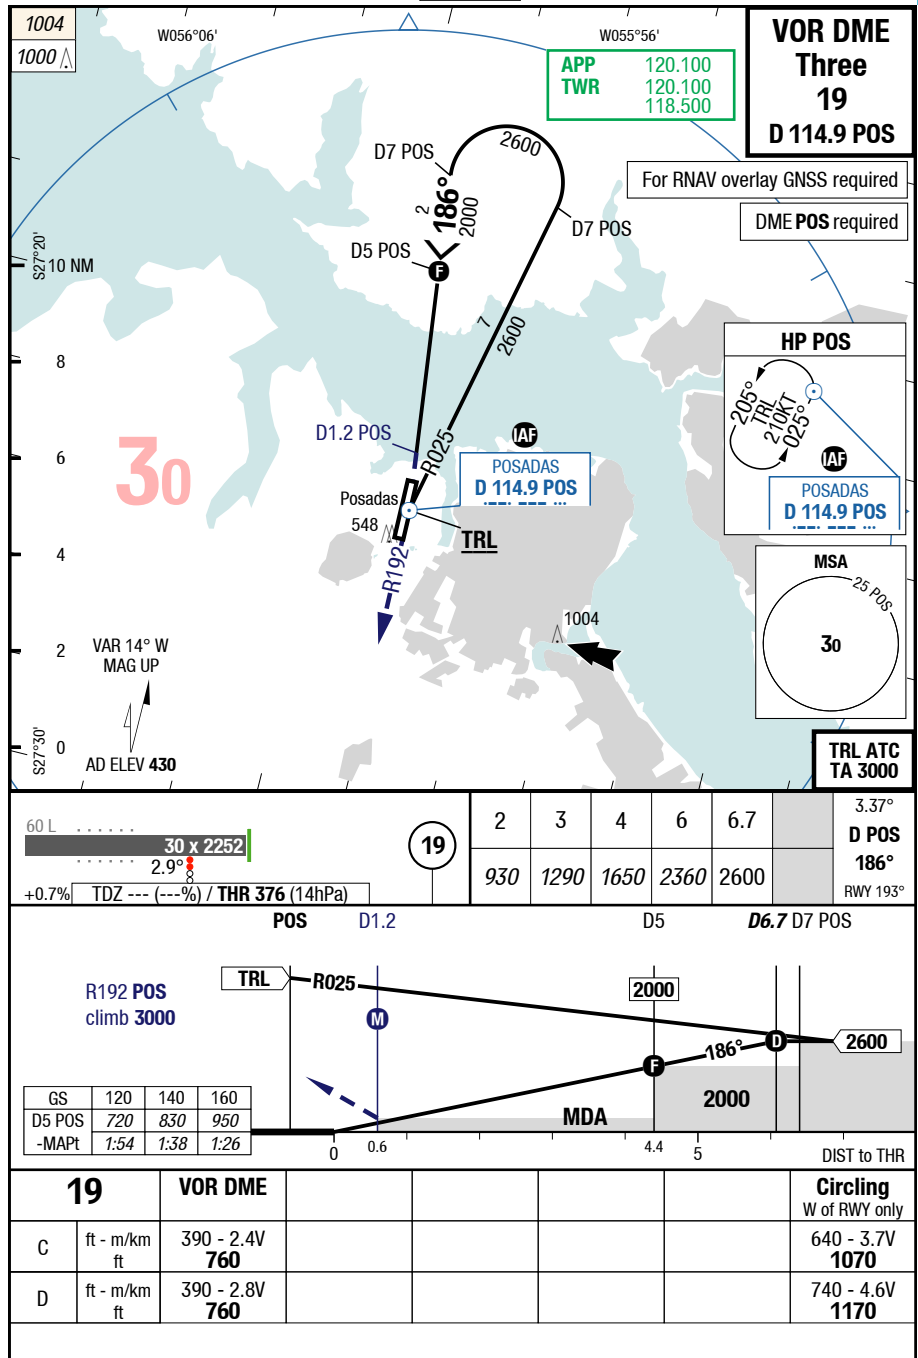 1004
1000
W056°06'
W055°56'
APP 120.100
TWR 120.100
118.500
VOR DME
Three
19
D 114.9 POS
For RNAV overlay GNSS required
DME POS required
D7 POS
2600
2
186°
2000
D7 POS
D5 POS
F
S27°20'
10 NM
8
6
4
2
0
S27°30'
7
2600
30
D1.2 POS
R025
IAF
POSADAS
D 114.9 POS
Posadas
548
TRL
R192
1004
HP POS
205°
TRL
210KT
025°
IAF
POSADAS
D 114.9 POS
MSA
25 POS
30
VAR 14° W
MAG UP
AD ELEV 430
TRL ATC
TA 3000
60 L
30 x 2252
2.9°
+0.7%
TDZ --- (---%) / THR 376 (14hPa)
19
2 3 4 6 6.7
930 1290 1650 2360 2600
3.37°
D POS
186°
RWY 193°
POS D1.2 D5 D6.7 D7 POS
TRL
R025
2000
R192 POS
climb 3000
M
186°
D
2600
F
2000
MDA
GS 120 140 160
D5 POS 720 830 950
-MAPt 1:54 1:38 1:26
0 0.6 4.4 5 DIST to THR
19 VOR DME Circling
W of RWY only
C ft - m/km 390 - 2.4V 640 - 3.7V
ft 760 1070
D ft - m/km 390 - 2.8V 740 - 4.6V
ft 760 1170